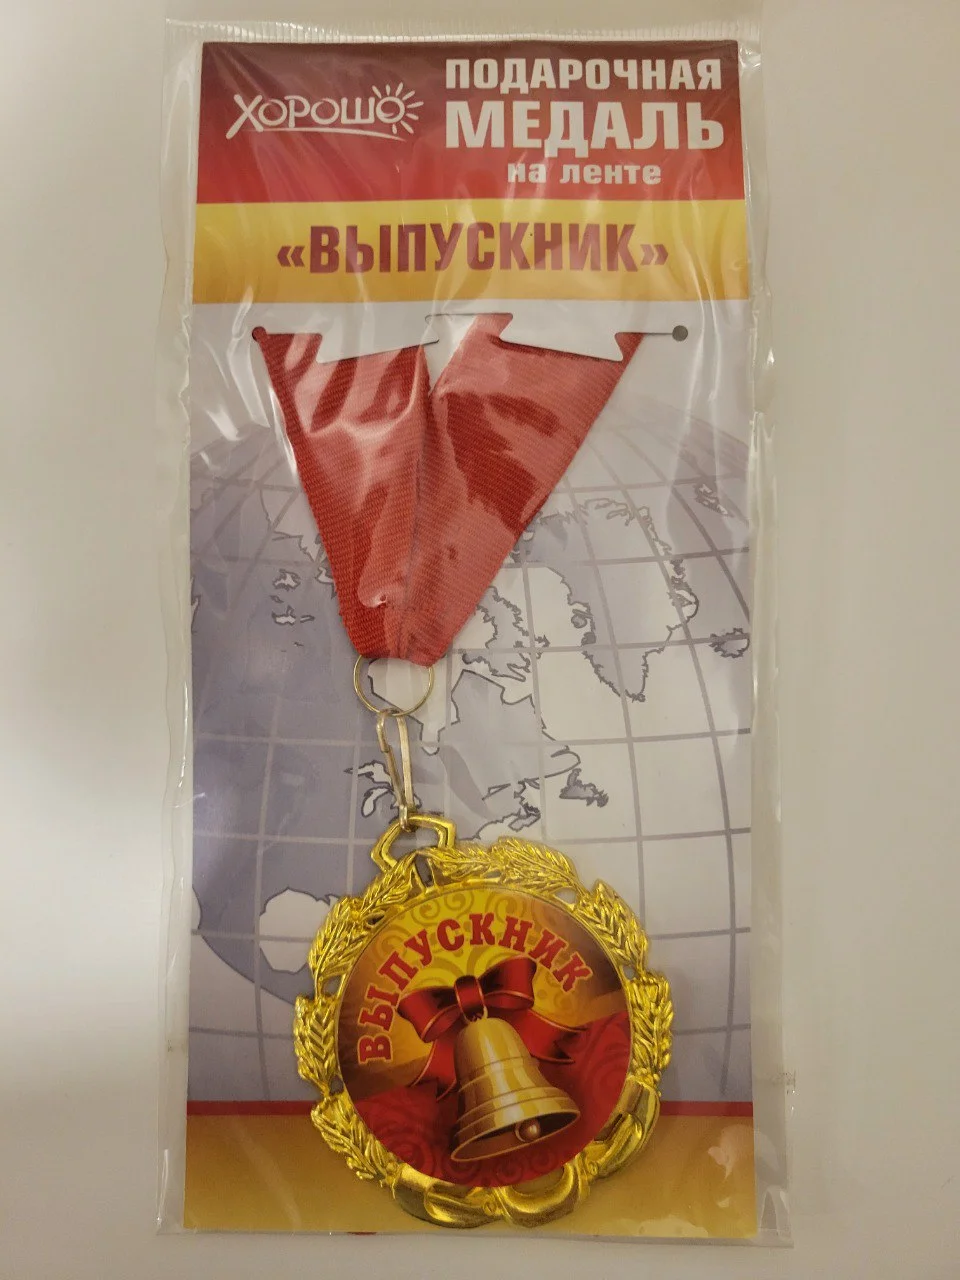 ХОРОШО
ПОДАРОЧНАЯ
МЕДАЛЬ
на ленте
«ВЫПУСКНИК»
ВЫПУСКНИК